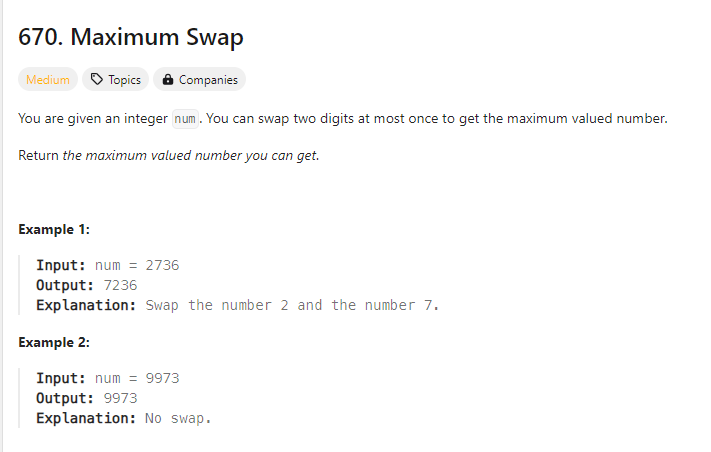 670. Maximum Swap
Medium Topics Companies
You are given an integer num. You can swap two digits at most once to get the maximum valued number.
Return the maximum valued number you can get.
Example 1:
Input: num = 2736
Output: 7236
Explanation: Swap the number 2 and the number 7.
Example 2:
Input: num = 9973
Output: 9973
Explanation: No swap.